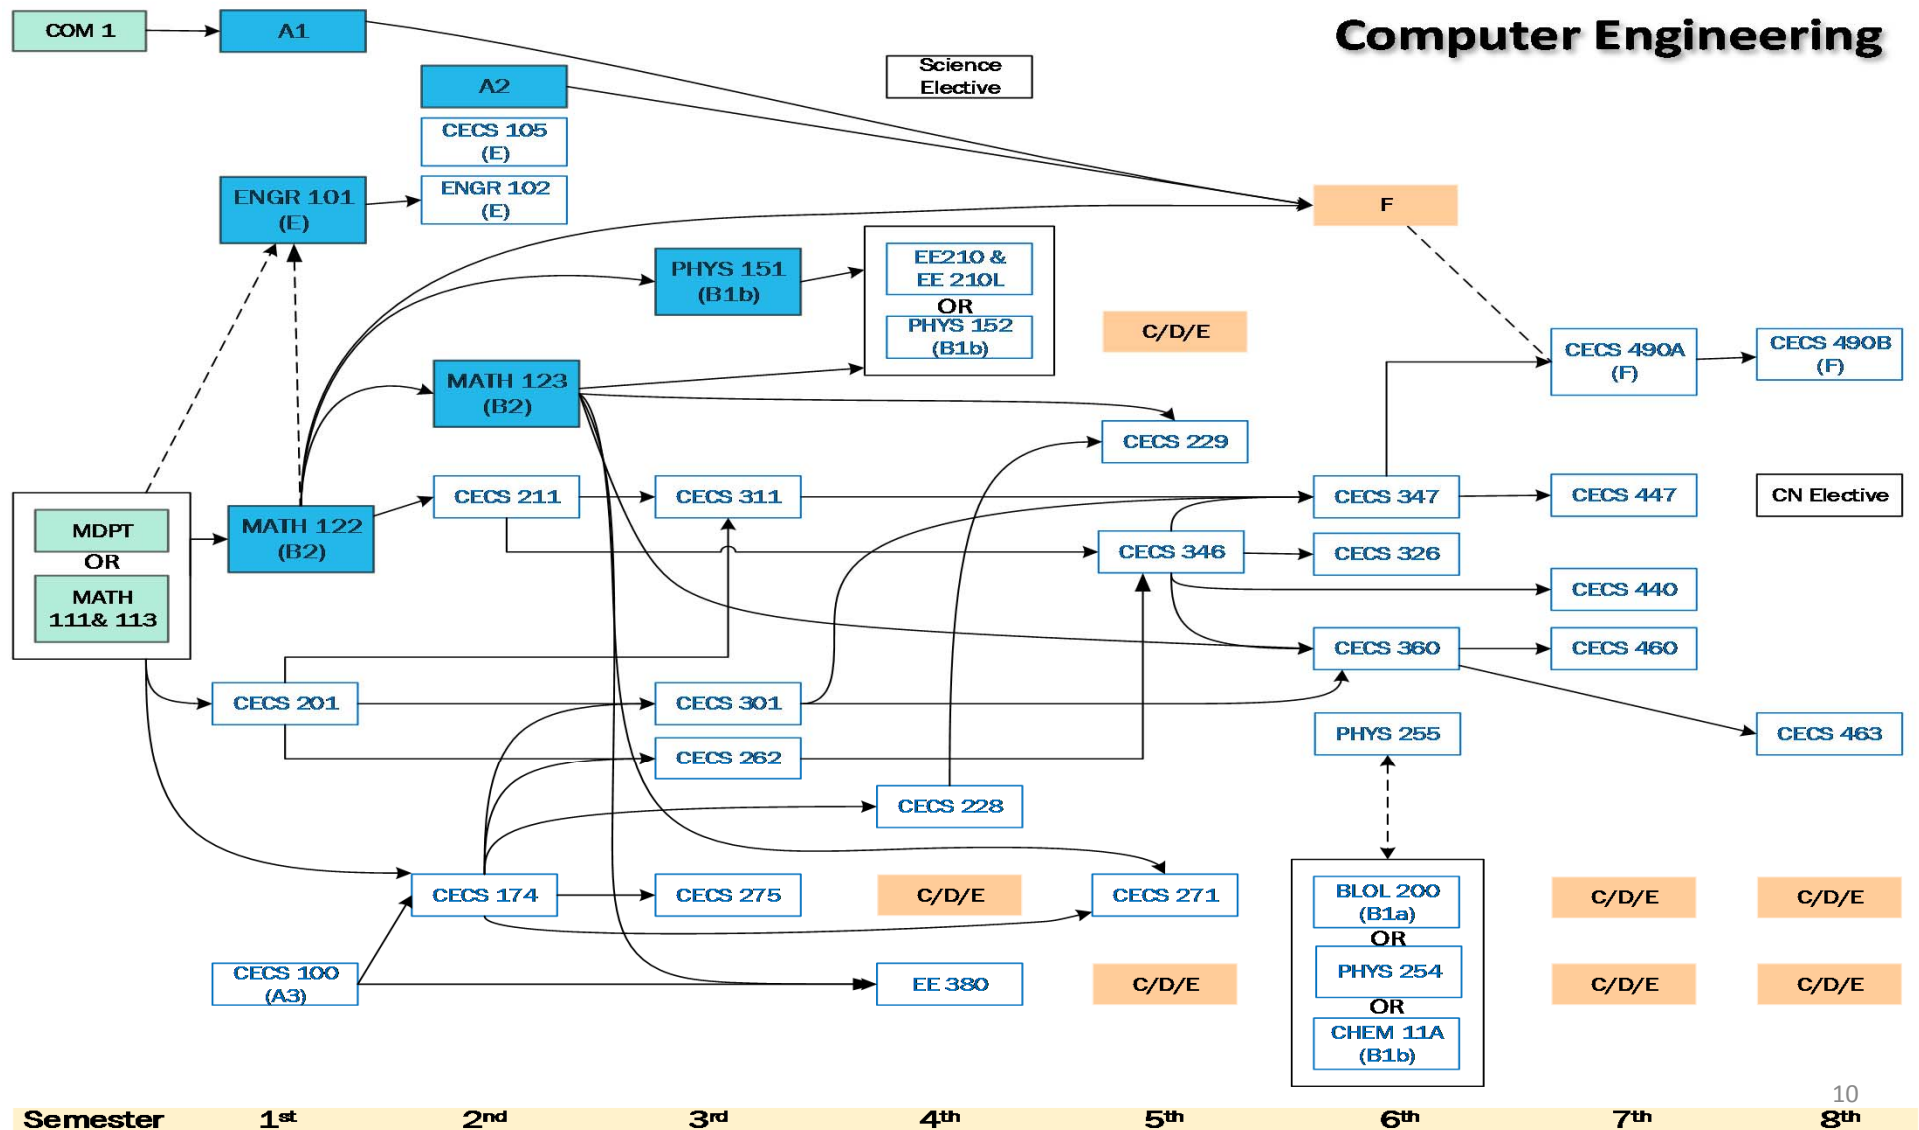 Computer Engineering
COM 1
A1
Science
Elective
A2
CECS 105
(E)
ENGR 101
(E)
ENGR 102
(E)
F
PHYS 151
(B1b)
EE210 &
EE 210L
OR
PHYS 152
(B1b)
C/D/E
CECS 490A
(F)
CECS 490B
(F)
MATH 123
(B2)
CECS 229
MDPT
OR
MATH
111& 113
MATH 122
(B2)
CECS 211
CECS 311
CECS 347
CECS 447
CN Elective
CECS 346
CECS 326
CECS 440
CECS 360
CECS 460
CECS 201
CECS 301
CECS 262
PHYS 255
CECS 463
CECS 228
CECS 174
CECS 275
C/D/E
CECS 271
BLOL 200
(B1a)
OR
PHYS 254
OR
CHEM 11A
(B1b)
C/D/E
C/D/E
CECS 100
(A3)
EE 380
C/D/E
C/D/E
C/D/E
10
Semester 1st 2nd 3rd 4th 5th 6th 7th 8th